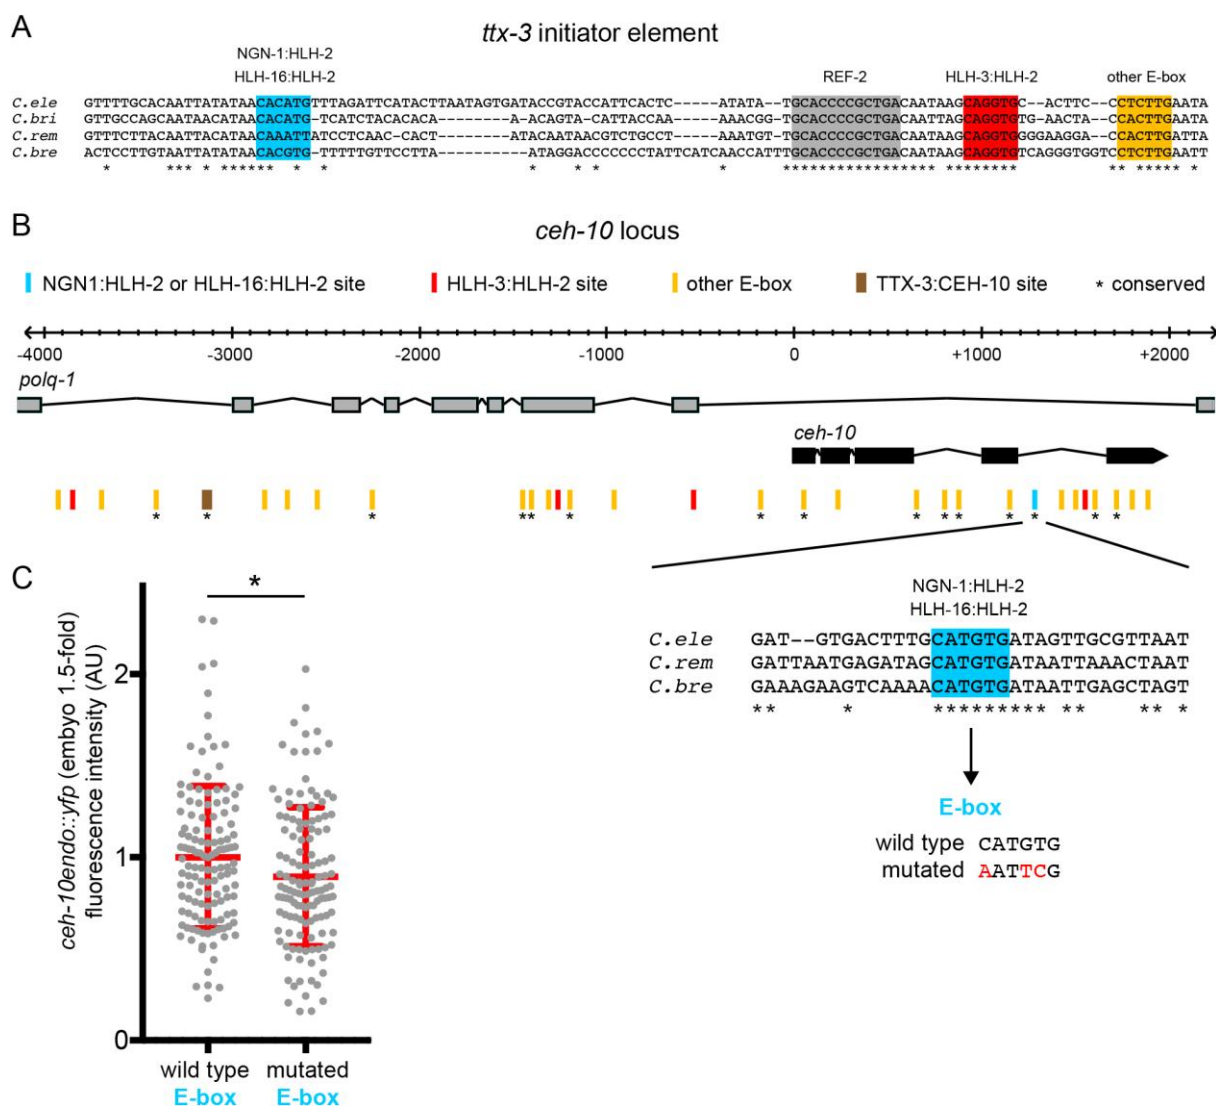 A
ttx-3 initiator element
NGN-1:HLH-2
HLH-16:HLH-2
REF-2
HLH-3:HLH-2
other E-box
C.ele GTTTTGCACAATTATATAACACATGTTTAGATTCATACTTAATAGTGATACCGTACCATTCACTC-----ATATA--TGCACCCCGCTGACAATAAGCAGGTGC--ACTTC--CCTCTTGAATA
C.bri GTTGCCAGCAATAACATAACACATG-TCATCTACACACA---------A-ACAGTA-CATTACCAA----AAACGG-TGCACCCCGCTGACAATAAGCAGGTGTG-AACTA--CCACTTGAATA
C.rem GTTTCTTACAATTACATAACAAATTATCCTCAAC-CACT---------ATACAATAACGTCTGCCT----AAATGT--TGCACCCCGCTGACAATAAGCAGGTGGGGAAGGA--CCACTTGATTA
C.bre ACTCCTTGTAATTATATAACACGTG-TTTTTGTTCCTTA---------ATAGGACCCCCCCTATTCATCAACCATTTGCACCCCGCTGACAATAAGCAGGTGTCAGGGTGGTCCTCTTGAATT
B
ceh-10 locus
NGN1:HLH-2 or HLH-16:HLH-2 site
HLH-3:HLH-2 site
other E-box
TTX-3:CEH-10 site
* conserved
-4000 -3000 -2000 -1000 0 +1000 +2000
polq-1
ceh-10
NGN-1:HLH-2
HLH-16:HLH-2
C.ele GAT--GTGACTTTGCATGTGATAGTTGCGTTAAT
C.rem GATTAATGAGATAGCATGTGATAATTAAACTAAT
C.bre GAAAGAAGTCAAAACATGTGATAATTGAGCTAGT
E-box
wild type CATGTG
mutated AATTCG
C
*
ceh-10endo::yfp (embryo 1.5-fold)
fluorescence intensity (AU)
2
1
0
wild type
E-box
mutated
E-box